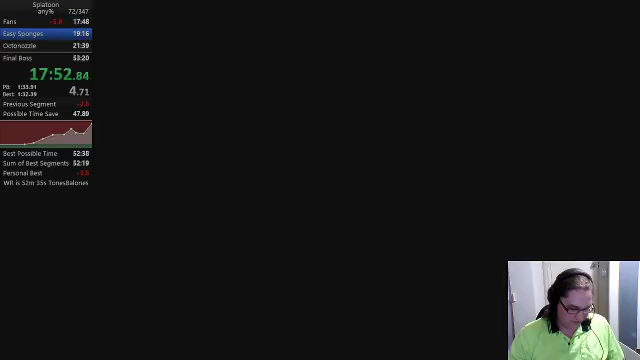 Splatoon
any% 72/347
Fans 17:48
Easy Sponges 19:16
Octonozzle 21:39
Final Boss 53:20
17:52.84
PB: 1:33.91
Best: 1:32.39
4.71
Previous Segment
Possible Time Save 47.89
Best Possible Time 52:38
Sum of Best Segments 52:19
Personal Best
WR is 52m 35s TonesBalones